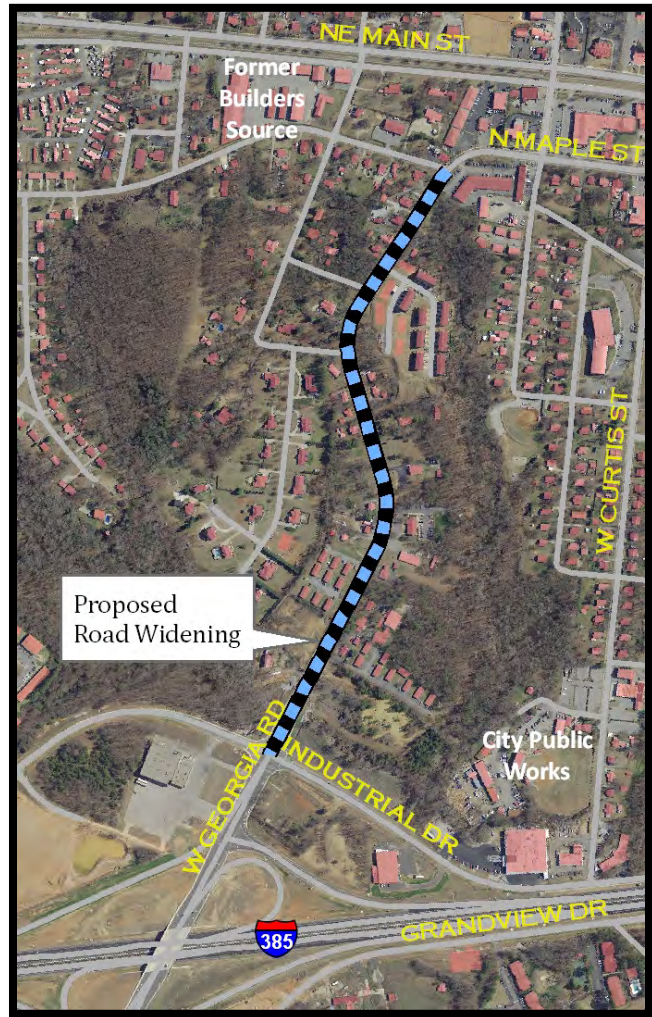 NE MAIN ST
Former
Builders
Source
N MAPLE ST
W CURTIS ST
Proposed
Road Widening
W GEORGIA RD
INDUSTRIAL DR
City Public
Works
385
GRANDVIEW DR